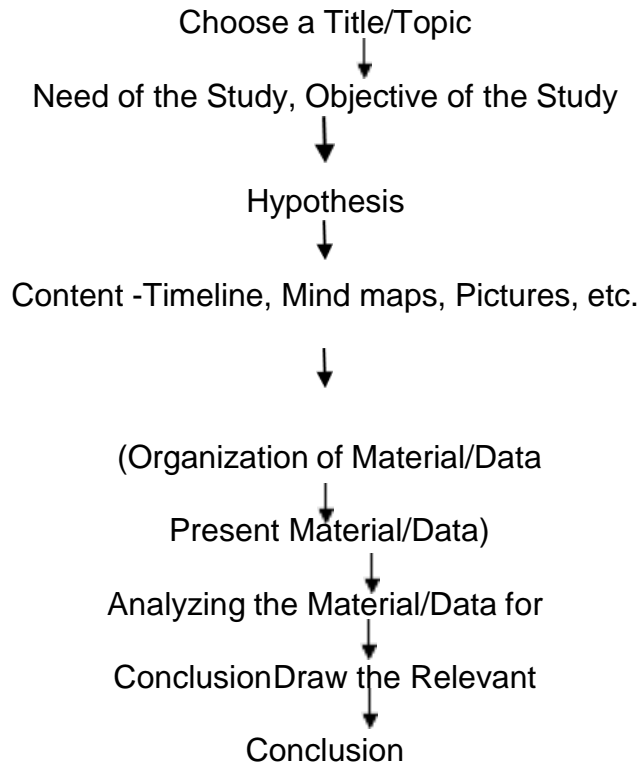 Choose a Title/Topic
Need of the Study, Objective of the Study
Hypothesis
Content -Timeline, Mind maps, Pictures, etc.
(Organization of Material/Data
Present Material/Data)
Analyzing the Material/Data for
ConclusionDraw the Relevant
Conclusion